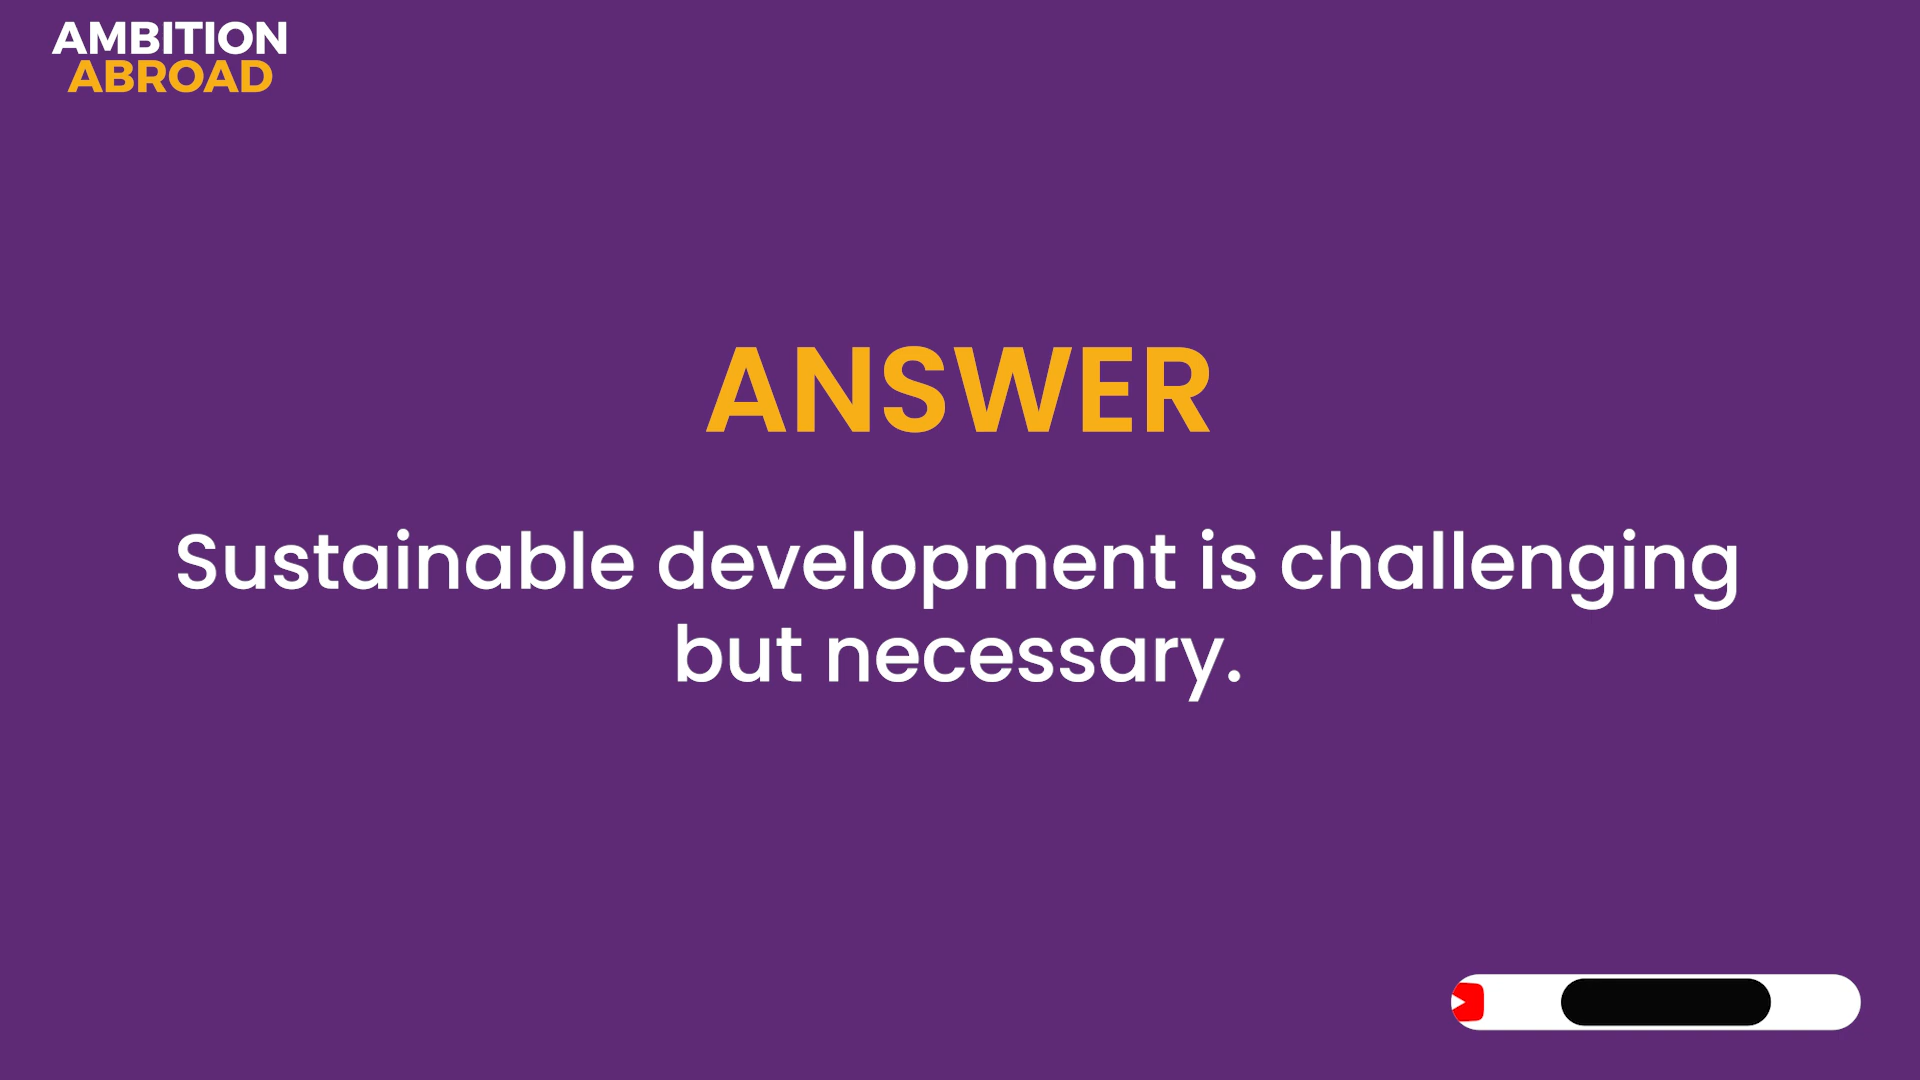 AMBITION
ABROAD
ANSWER
Sustainable development is challenging
but necessary.